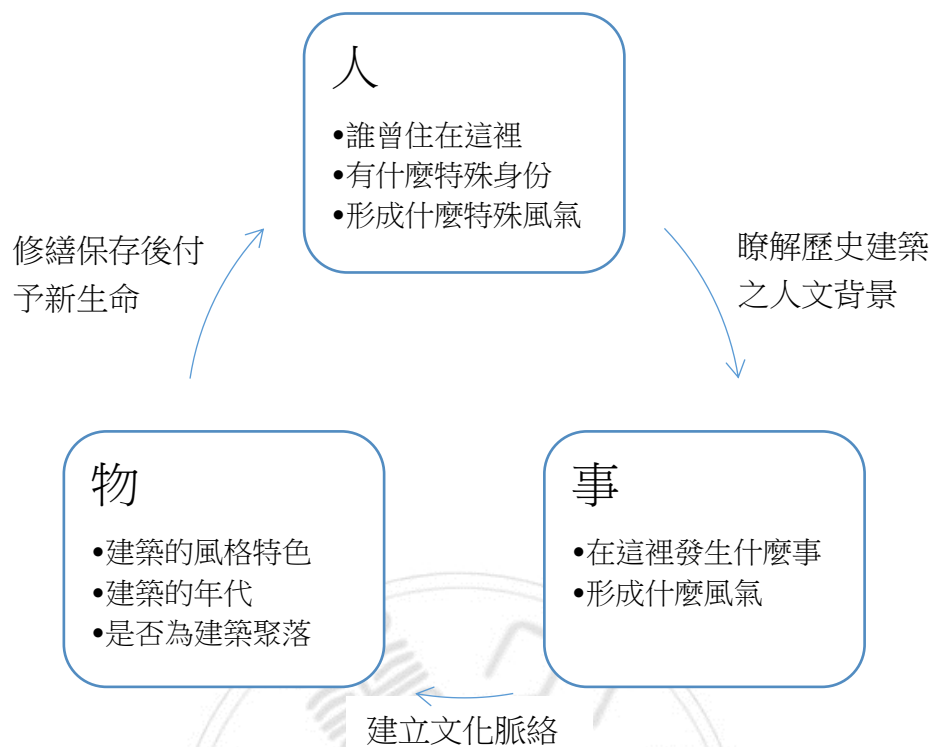 人
•誰曾住在這裡
•有什麼特殊身份
•形成什麼特殊風氣
瞭解歷史建築
之人文背景
事
•在這裡發生什麼事
•形成什麼風氣
建立文化脈絡
物
•建築的風格特色
•建築的年代
•是否為建築聚落
修繕保存後付
予新生命